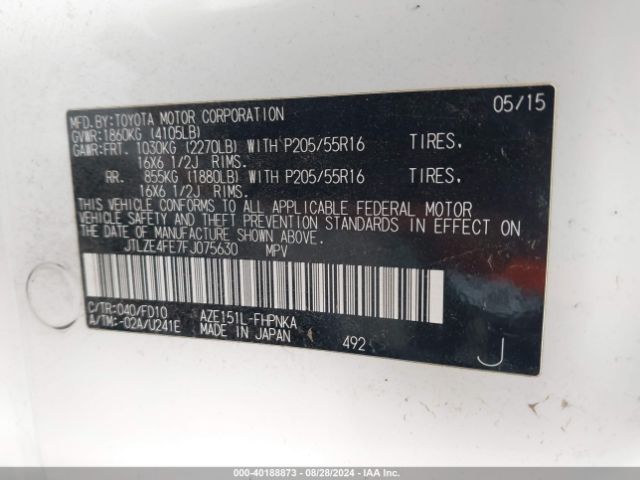 MFD.BY:TOYOTA MOTOR CORPORATION 05/15
GVWR:1860KG (4105LB)
GAWR:FRT. 1030KG (2270LB) WITH P205/55R16 TIRES,
16X6 1/2J RIMS.
RR. 855KG (1880LB) WITH P205/55R16 TIRES,
16X6 1/2J RIMS.
THIS VEHICLE CONFORMS TO ALL APPLICABLE FEDERAL MOTOR
VEHICLE SAFETY AND THEFT PREVENTION STANDARDS IN EFFECT ON
THE DATE OF MANUFACTURE SHOWN ABOVE.
JTLZE4FE7FJ075630 MPV
C/TR:040/FD10 AZE151L-FHPNKA
A/TM:-02A/U241E MADE IN JAPAN 492 J
000-40188873 | 08/28/2024 | IAA Inc.